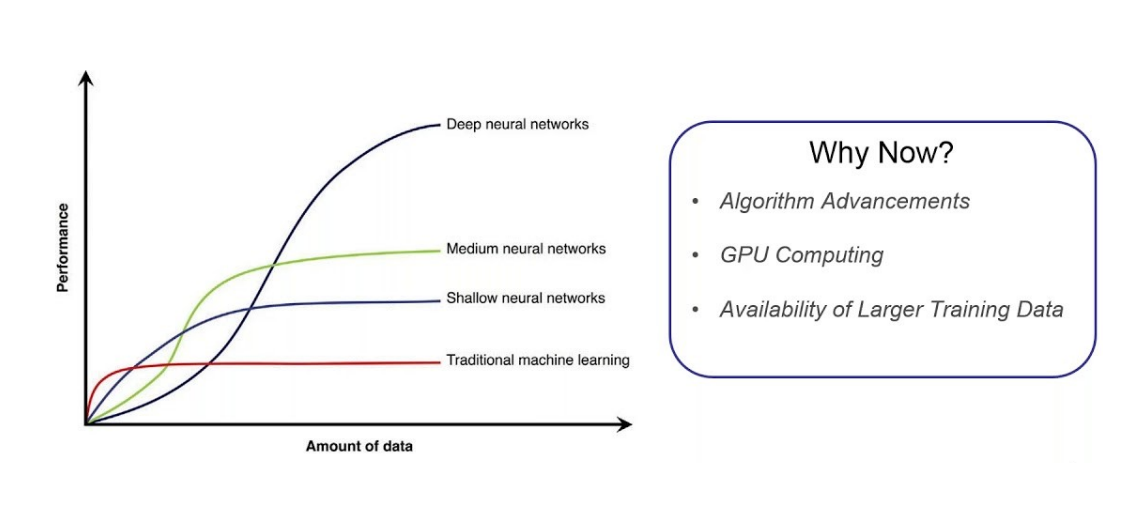 Performance
Deep neural networks
Medium neural networks
Shallow neural networks
Traditional machine learning
Amount of data
Why Now?
• Algorithm Advancements
• GPU Computing
• Availability of Larger Training Data